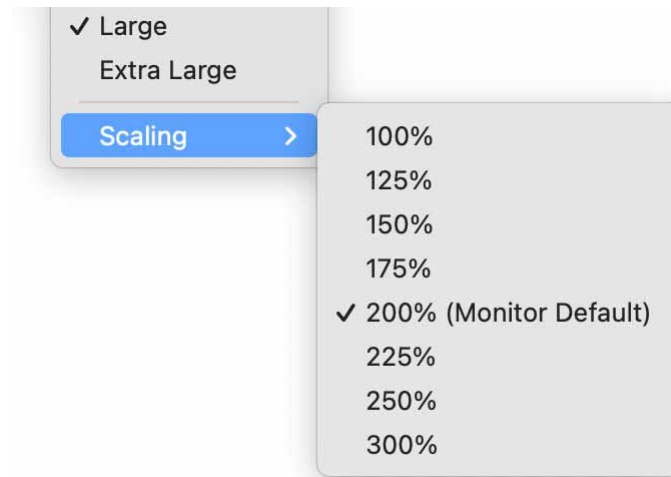 Large
Extra Large
Scaling
100%
125%
150%
175%
200% (Monitor Default)
225%
250%
300%